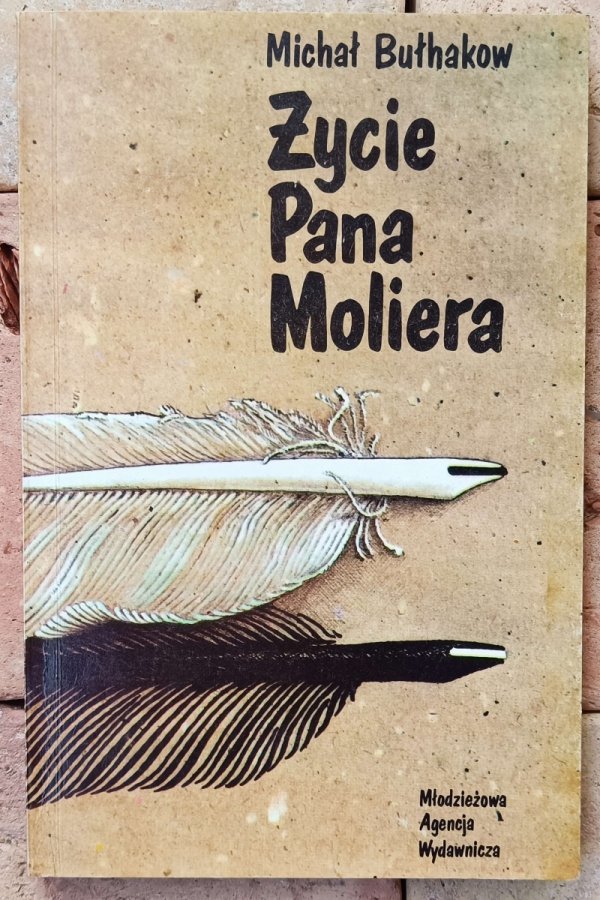 Michał Bułhakow
Życie
Pana
Moliera
Młodzieżowa
Agencja
Wydawnicza